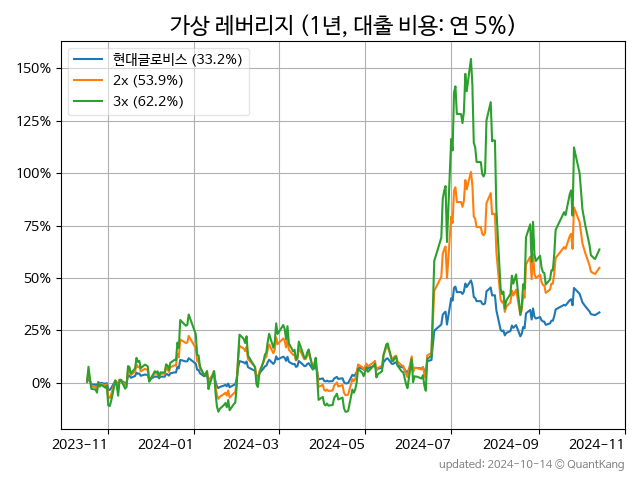 가상 레버리지 (1년, 대출 비용: 연 5%)
현대글로비스 (33.2%)
2x (53.9%)
3x (62.2%)
150%
125%
100%
75%
50%
25%
0%
2023-11 2024-01 2024-03 2024-05 2024-07 2024-09 2024-11
updated: 2024-10-14 © QuantKang